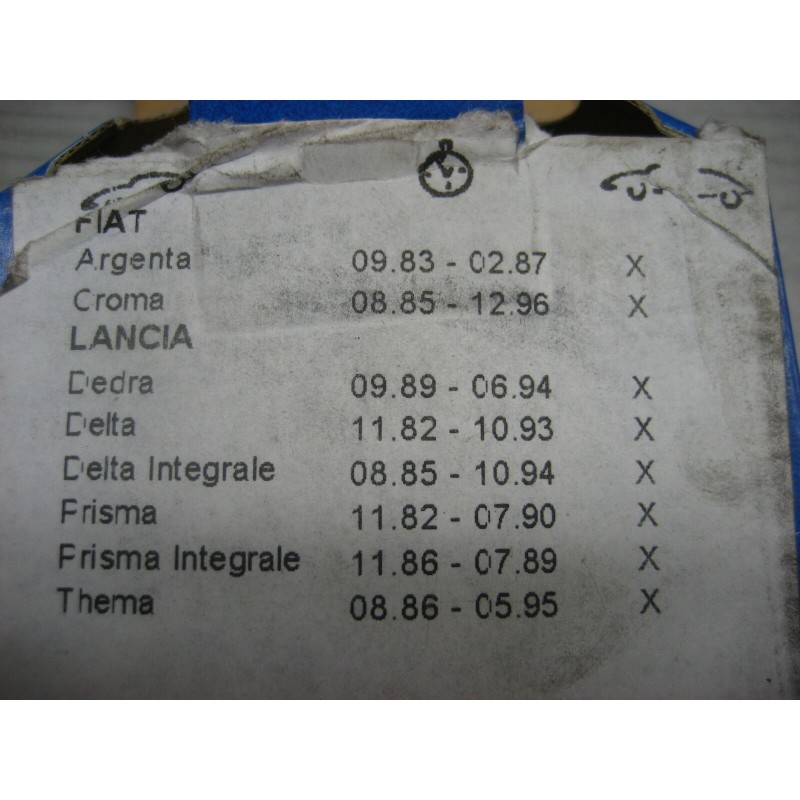 FIAT
Argenta 09.83 - 02.87 X
Croma 08.85 - 12.96 X
LANCIA
Dedra 09.89 - 06.94 X
Delta 11.82 - 10.93 X
Delta Integrale 08.85 - 10.94 X
Prisma 11.82 - 07.90 X
Prisma Integrale 11.86 - 07.89 X
Thema 08.86 - 05.95 X